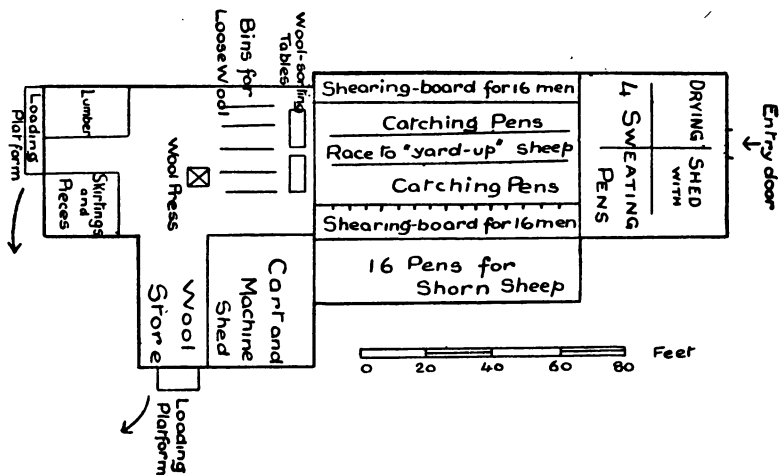 Loading
Platform
Lumber
Skirtings
and
Pieces
Wool Press
Bins for
Loose Wool
Wool-sorting
Tables
Shearing-board for 16 men
Catching Pens
Race to "yard-up" sheep
Catching Pens
Shearing-board for 16 men
16 Pens for
Shorn Sheep
DRYING SHED
WITH
4 SWEATING
PENS
Entry door
Wool
Store
Cart and
Machine
Shed
Loading
Platform
Feet
0 20 40 60 80